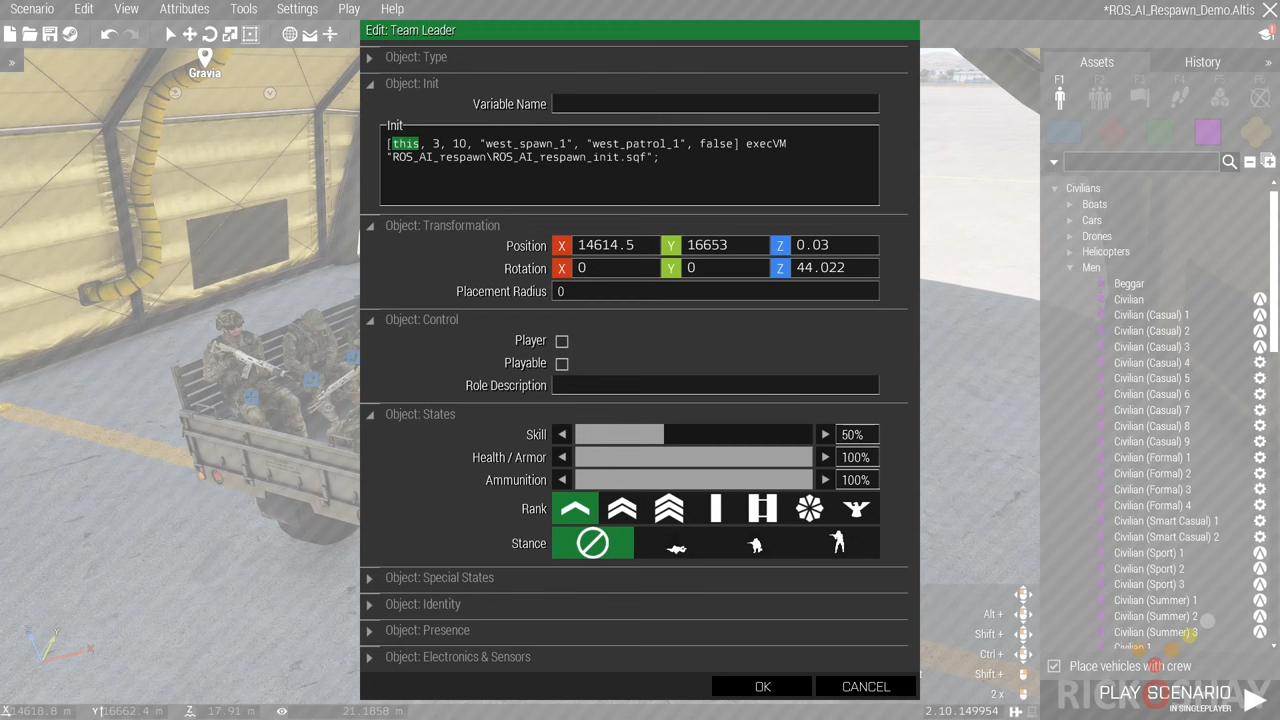 Scenario Edit View Attributes Tools Settings Play Help
*ROS_AI_Respawn_Demo.Altis
Gravia
Edit: Team Leader
Object: Type
Object: Init
Variable Name
Init
[this, 3, 10, "west_spawn_1", "west_patrol_1", false] execVM
"ROS_AI_respawn\ROS_AI_respawn_init.sqf";
Object: Transformation
Position X 14614.5 Y 16653 Z 0.03
Rotation X 0 Y 0 Z 44.022
Placement Radius 0
Object: Control
Player
Playable
Role Description
Object: States
Skill 50%
Health / Armor 100%
Ammunition 100%
Rank
Stance
Object: Special States
Object: Identity
Object: Presence
Object: Electronics & Sensors
OK CANCEL
Assets History
F1 F2 F3 F4 F5 F6
Civilians
Boats
Cars
Drones
Helicopters
Men
Beggar
Civilian
Civilian (Casual) 1
Civilian (Casual) 2
Civilian (Casual) 3
Civilian (Casual) 4
Civilian (Casual) 5
Civilian (Casual) 6
Civilian (Casual) 7
Civilian (Casual) 8
Civilian (Casual) 9
Civilian (Formal) 1
Civilian (Formal) 2
Civilian (Formal) 3
Civilian (Formal) 4
Civilian (Smart Casual) 1
Civilian (Smart Casual) 2
Civilian (Sport) 1
Civilian (Sport) 2
Civilian (Sport) 3
Civilian (Summer) 1
Civilian (Summer) 2
Civilian (Summer) 3
Alt +
Shift +
Ctrl +
Shift +
2 x
Place vehicles with crew
PLAY SCENARIO
IN SINGLEPLAYER
X 14618.8 m Y 16662.4 m Z 17.91 m 21.1858 m
2.10.149954